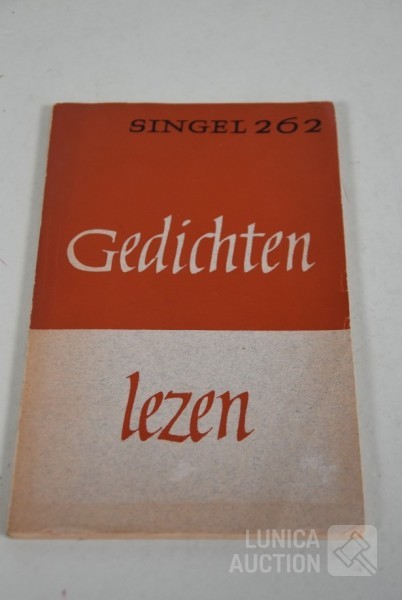 SINGEL 262
Gedichten
lezen
LUNICA
AUCTION